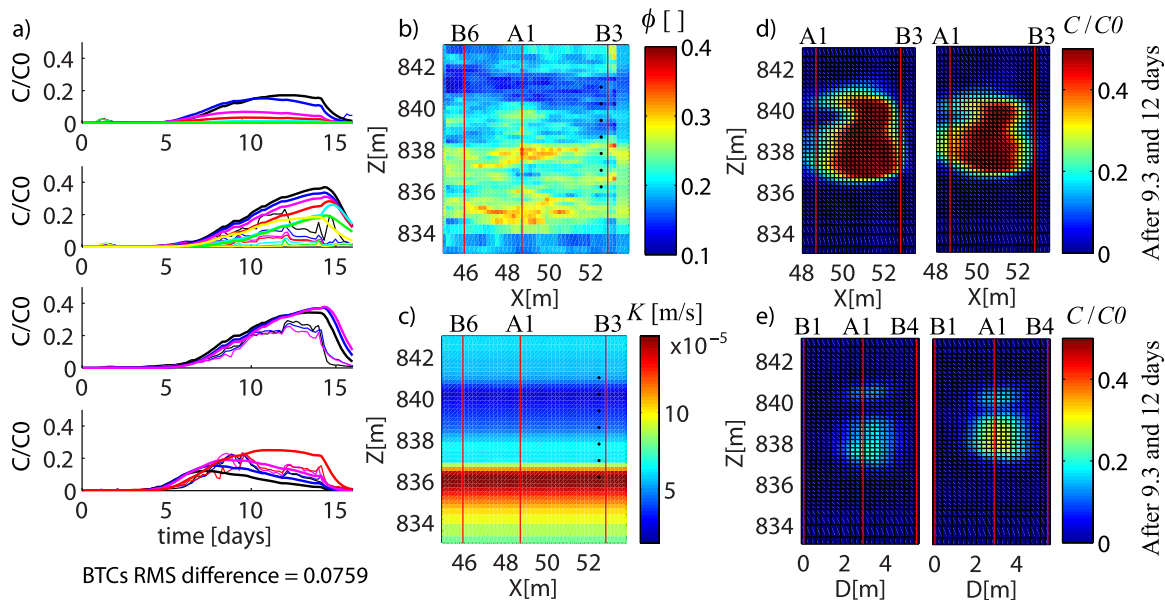 a)
C/C0
0.4
0.2
0
0 5 10 15
C/C0
0.4
0.2
0
0 5 10 15
C/C0
0.4
0.2
0
0 5 10 15
C/C0
0.4
0.2
0
0 5 10 15
time [days]
BTCs RMS difference = 0.0759
b)
B6 A1 B3
ϕ [ ]
Z[m]
842
840
838
836
834
46 48 50 52
X[m]
0.4
0.3
0.2
0.1
c)
B6 A1 B3
K [m/s]
Z[m]
842
840
838
836
834
46 48 50 52
X[m]
x10⁻⁵
10
5
d)
A1 B3 B3
C/C0
Z[m]
842
840
838
836
834
48 50 52 48 50 52
X[m] X[m]
0.4
0.2
0
After 9.3 and 12 days
e)
B1 A1 B4 B1 A1 B4
C/C0
Z[m]
842
840
838
836
834
0 2 4 0 2 4
D[m] D[m]
0.4
0.2
0
After 9.3 and 12 days